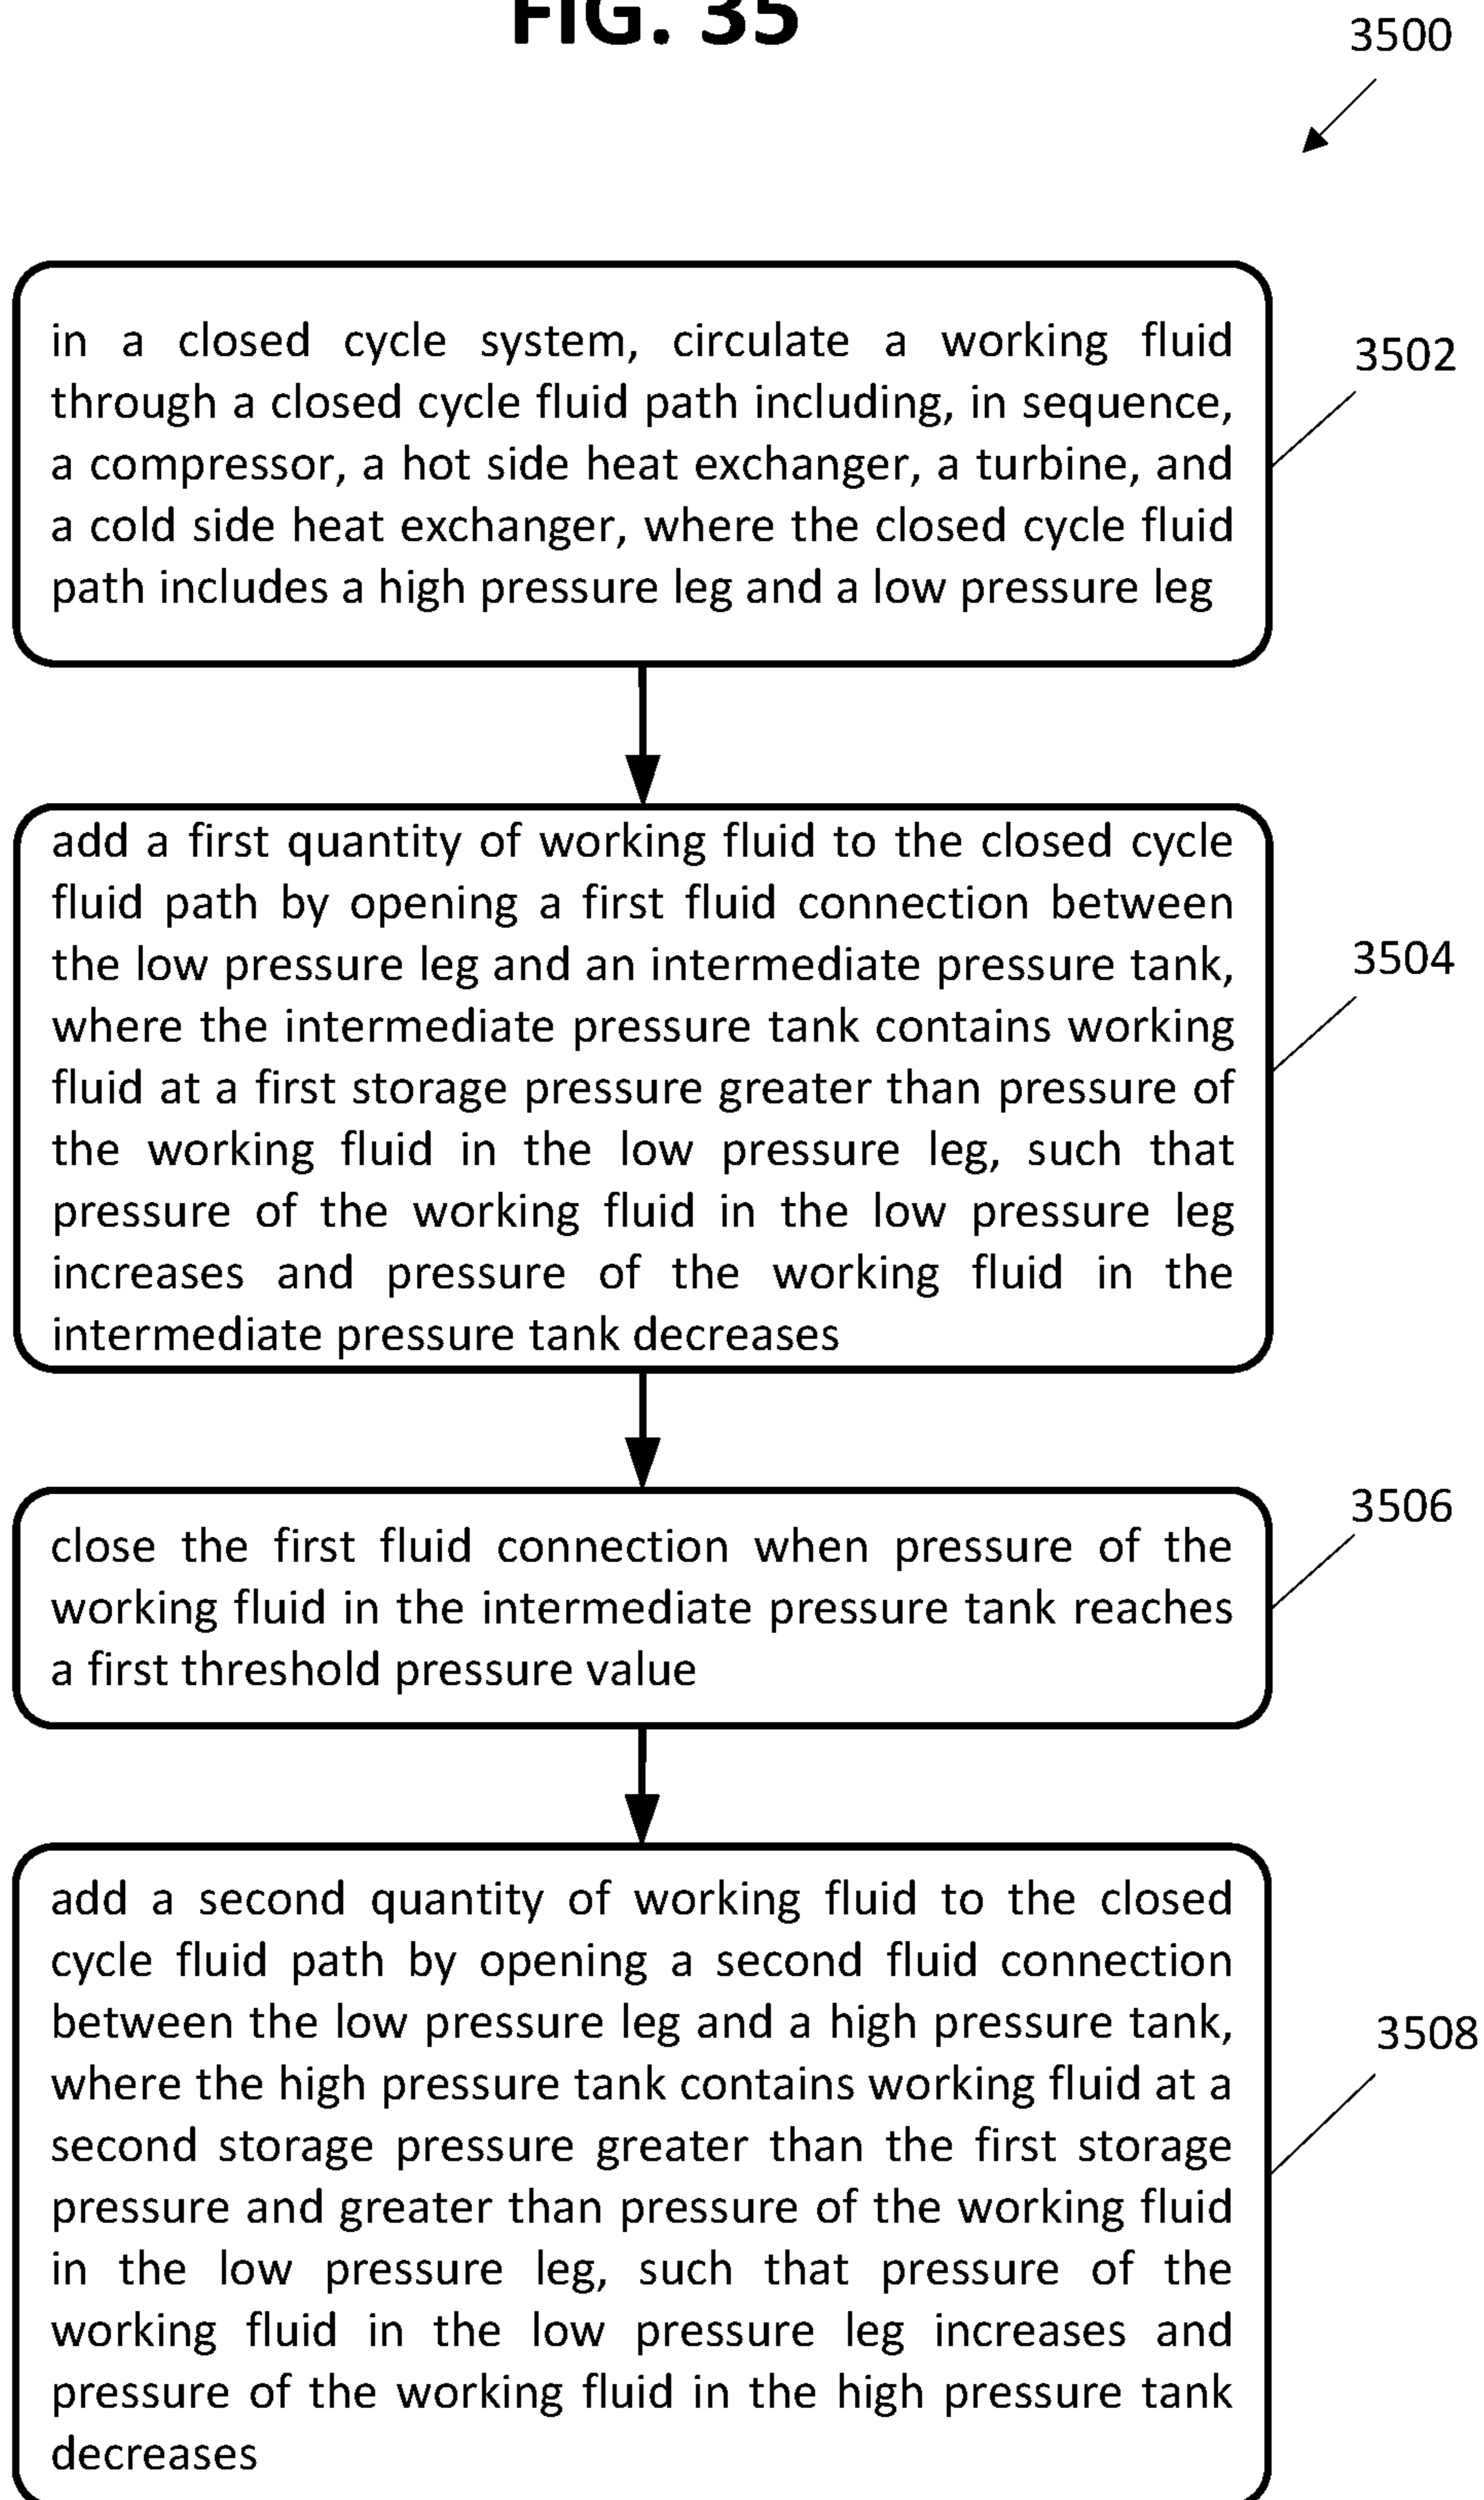 FIG. 35
3500
in a closed cycle system, circulate a working fluid
through a closed cycle fluid path including, in sequence,
a compressor, a hot side heat exchanger, a turbine, and
a cold side heat exchanger, where the closed cycle fluid
path includes a high pressure leg and a low pressure leg
3502
add a first quantity of working fluid to the closed cycle
fluid path by opening a first fluid connection between
the low pressure leg and an intermediate pressure tank,
where the intermediate pressure tank contains working
fluid at a first storage pressure greater than pressure of
the working fluid in the low pressure leg, such that
pressure of the working fluid in the low pressure leg
increases and pressure of the working fluid in the
intermediate pressure tank decreases
3504
close the first fluid connection when pressure of the
working fluid in the intermediate pressure tank reaches
a first threshold pressure value
3506
add a second quantity of working fluid to the closed
cycle fluid path by opening a second fluid connection
between the low pressure leg and a high pressure tank,
where the high pressure tank contains working fluid at a
second storage pressure greater than the first storage
pressure and greater than pressure of the working fluid
in the low pressure leg, such that pressure of the
working fluid in the low pressure leg increases and
pressure of the working fluid in the high pressure tank
decreases
3508